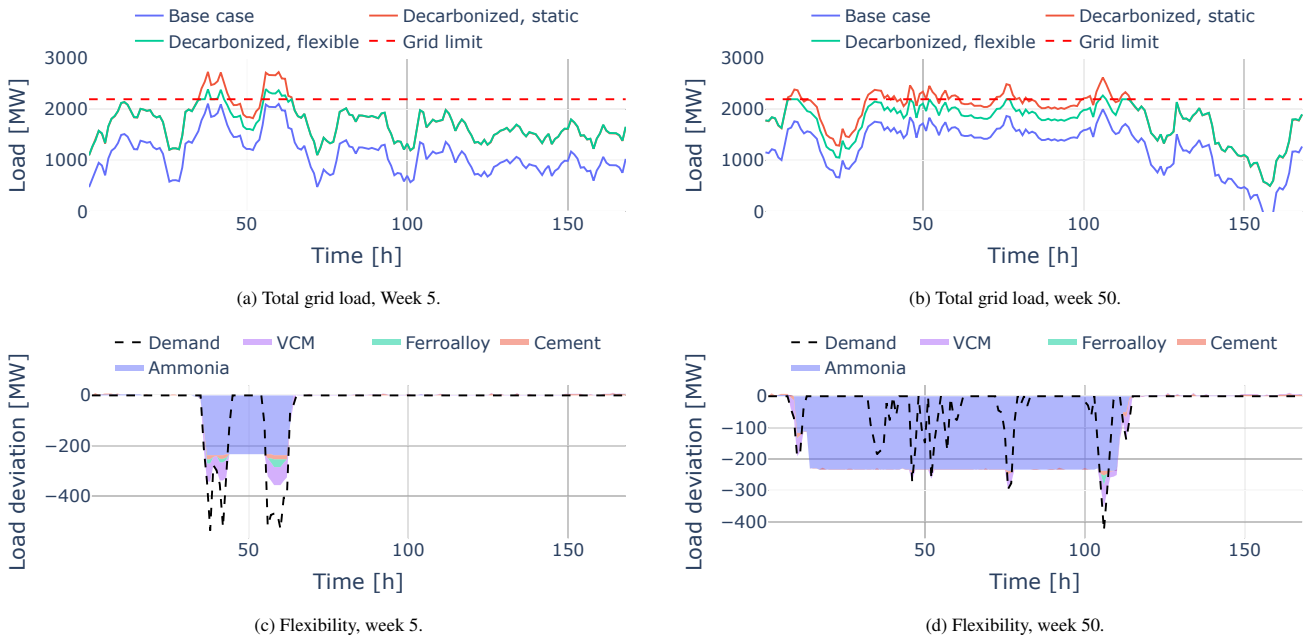 Base case
Decarbonized, static
Decarbonized, flexible
Grid limit
Load [MW]
3000
2000
1000
0
50
100
150
Time [h]
(a) Total grid load, Week 5.
Base case
Decarbonized, static
Decarbonized, flexible
Grid limit
Load [MW]
3000
2000
1000
0
50
100
150
Time [h]
(b) Total grid load, week 50.
Demand
VCM
Ferroalloy
Cement
Ammonia
Load deviation [MW]
0
−200
−400
50
100
150
Time [h]
(c) Flexibility, week 5.
Demand
VCM
Ferroalloy
Cement
Ammonia
Load deviation [MW]
0
−100
−200
−300
−400
50
100
150
Time [h]
(d) Flexibility, week 50.